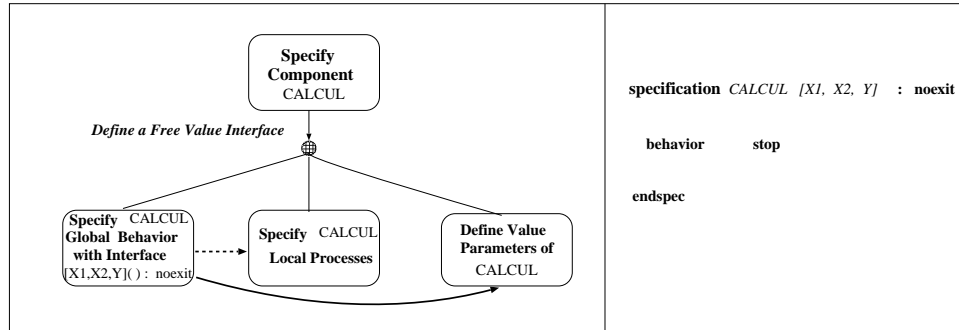 Specify
Component
CALCUL
Define a Free Value Interface
Specify CALCUL
Global Behavior
with Interface
[X1,X2,Y]( ) : noexit
Specify CALCUL
Local Processes
Define Value
Parameters of
CALCUL
specification CALCUL [X1, X2, Y] : noexit
behavior stop
endspec